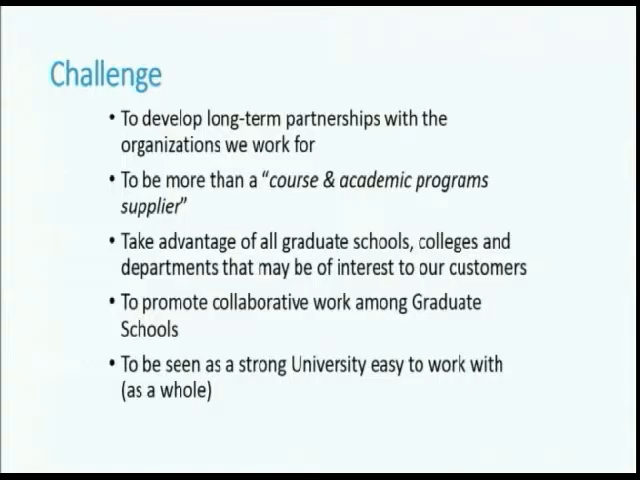 Challenge
• To develop long-term partnerships with the
organizations we work for
• To be more than a “course & academic programs
supplier”
• Take advantage of all graduate schools, colleges and
departments that may be of interest to our customers
• To promote collaborative work among Graduate
Schools
• To be seen as a strong University easy to work with
(as a whole)